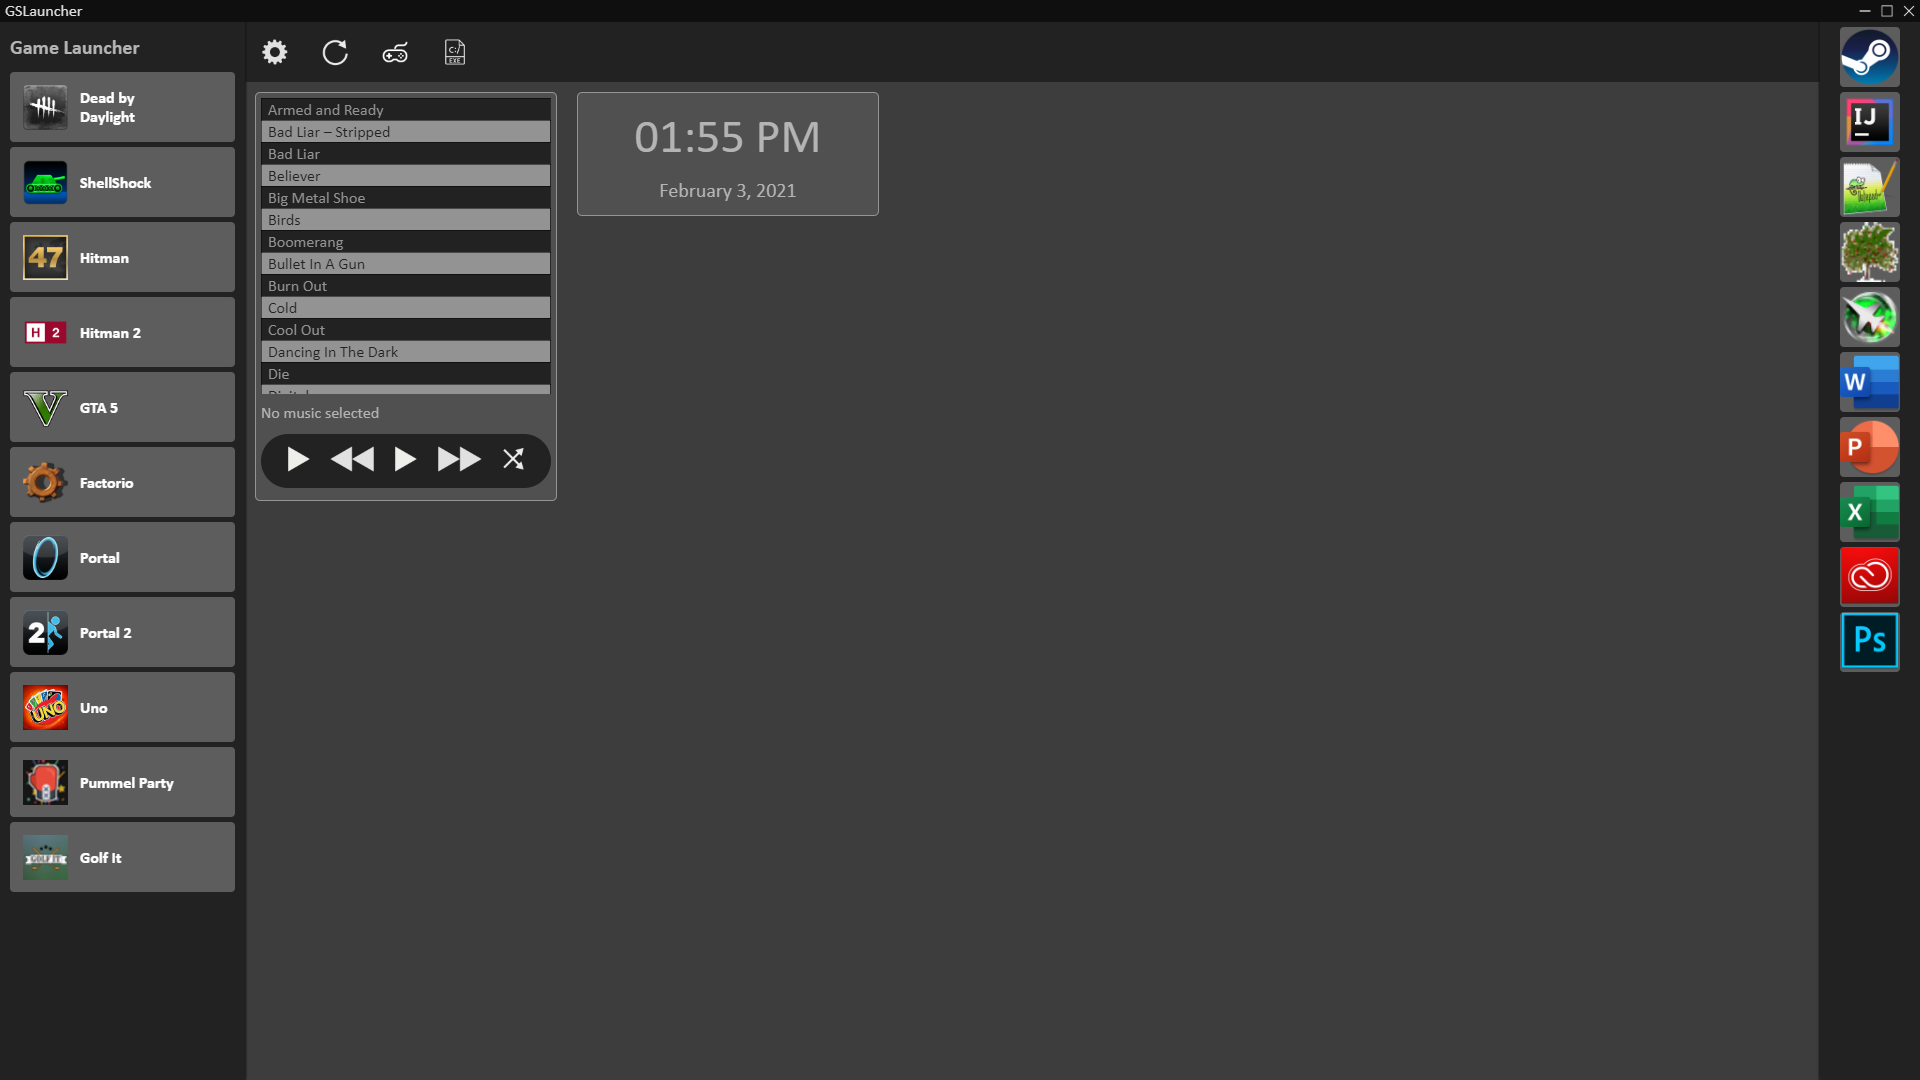 GSLauncher
Game Launcher
Dead by
Daylight
ShellShock
47
Hitman
H 2
Hitman 2
GTA 5
Factorio
Portal
2
Portal 2
UNO
Uno
Pummel Party
GOLF IT
Golf It
C:/
EXE
Armed and Ready
Bad Liar – Stripped
Bad Liar
Believer
Big Metal Shoe
Birds
Boomerang
Bullet In A Gun
Burn Out
Cold
Cool Out
Dancing In The Dark
Die
No music selected
01:55 PM
February 3, 2021
IJ
W
P
X
Ps